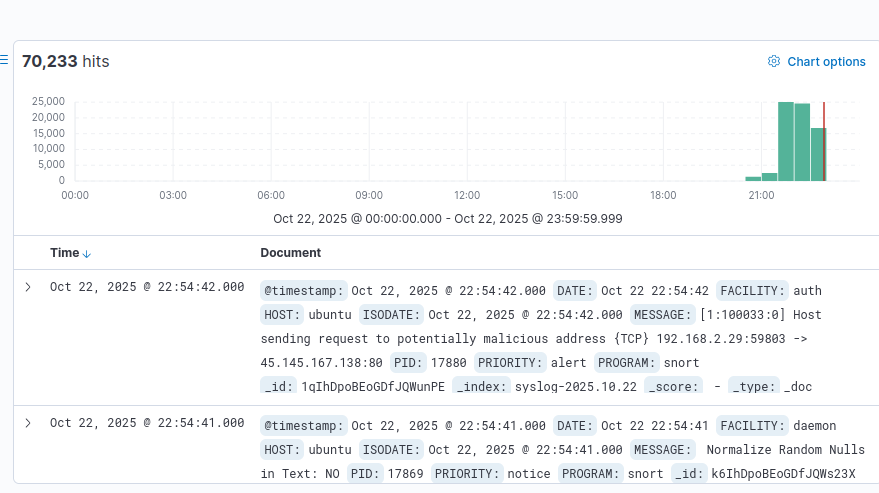 70,233 hits
Chart options
25,000
20,000
15,000
10,000
5,000
0
00:00 03:00 06:00 09:00 12:00 15:00 18:00 21:00
Oct 22, 2025 @ 00:00:00.000 - Oct 22, 2025 @ 23:59:59.999
Time Document
Oct 22, 2025 @ 22:54:42.000 @timestamp: Oct 22, 2025 @ 22:54:42.000 DATE: Oct 22 22:54:42 FACILITY: auth
HOST: ubuntu ISODATE: Oct 22, 2025 @ 22:54:42.000 MESSAGE: [1:100033:0] Host
sending request to potentially malicious address {TCP} 192.168.2.29:59803 ->
45.145.167.138:80 PID: 17880 PRIORITY: alert PROGRAM: snort
_id: 1qIhDpoBEoGDfJQWunPE _index: syslog-2025.10.22 _score: - _type: _doc
Oct 22, 2025 @ 22:54:41.000 @timestamp: Oct 22, 2025 @ 22:54:41.000 DATE: Oct 22 22:54:41 FACILITY: daemon
HOST: ubuntu ISODATE: Oct 22, 2025 @ 22:54:41.000 MESSAGE: Normalize Random Nulls
in Text: NO PID: 17869 PRIORITY: notice PROGRAM: snort _id: k6IhDpoBEoGDfJQWs23X